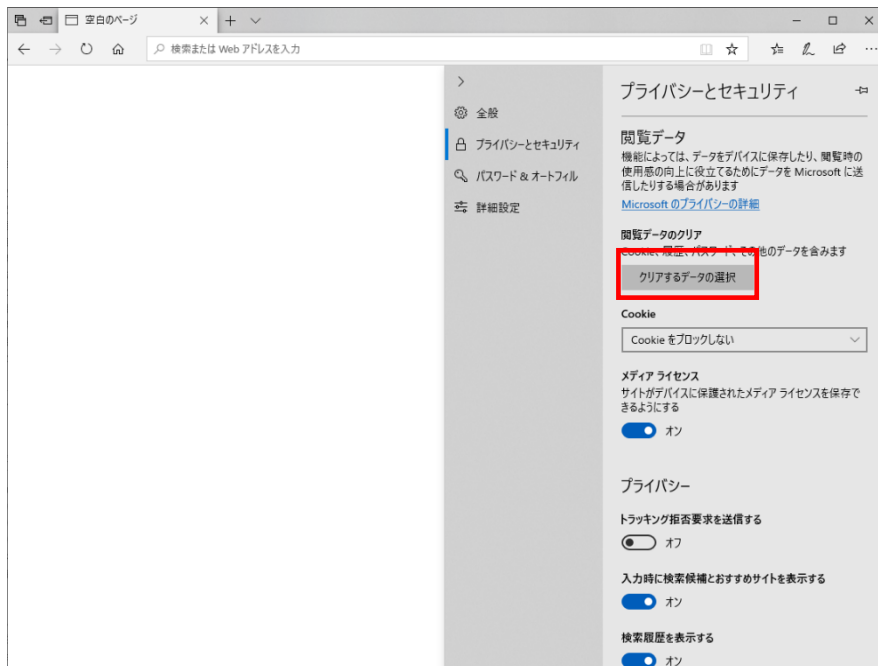 空白のページ
検索または Web アドレスを入力
全般
プライバシーとセキュリティ
パスワード & オートフィル
詳細設定
プライバシーとセキュリティ
閲覧データ
機能によっては、データをデバイスに保存したり、閲覧時の
使用感の向上に役立てるためにデータを Microsoft に送
信したりする場合があります
Microsoft のプライバシーの詳細
閲覧データのクリア
Cookie、履歴、パスワード、その他のデータを含みます
クリアするデータの選択
Cookie
Cookie をブロックしない
メディア ライセンス
サイトがデバイスに保護されたメディア ライセンスを保存で
きるようにする
オン
プライバシー
トラッキング拒否要求を送信する
オフ
入力時に検索候補とおすすめサイトを表示する
オン
検索履歴を表示する
オン